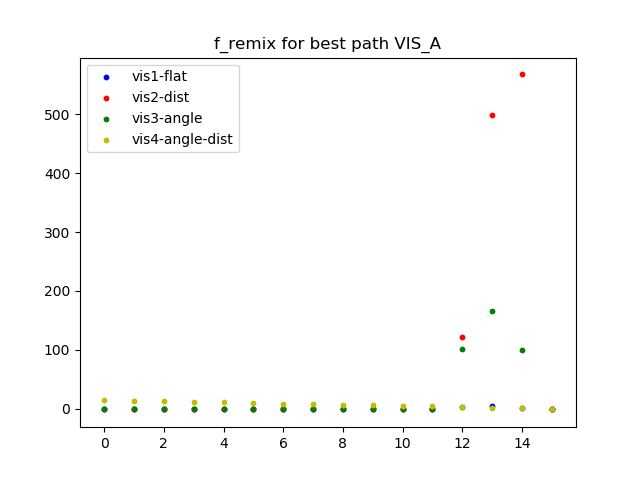 f_remix for best path VIS_A
vis1-flat
vis2-dist
vis3-angle
vis4-angle-dist
500
400
300
200
100
0
0 2 4 6 8 10 12 14